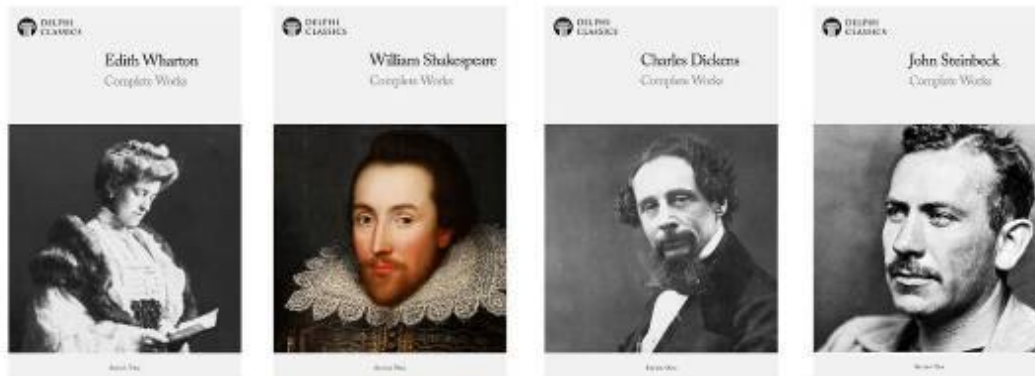 DELPHI
CLASSICS
Edith Wharton
Complete Works
DELPHI
CLASSICS
William Shakespeare
Complete Works
DELPHI
CLASSICS
Charles Dickens
Complete Works
DELPHI
CLASSICS
John Steinbeck
Complete Works